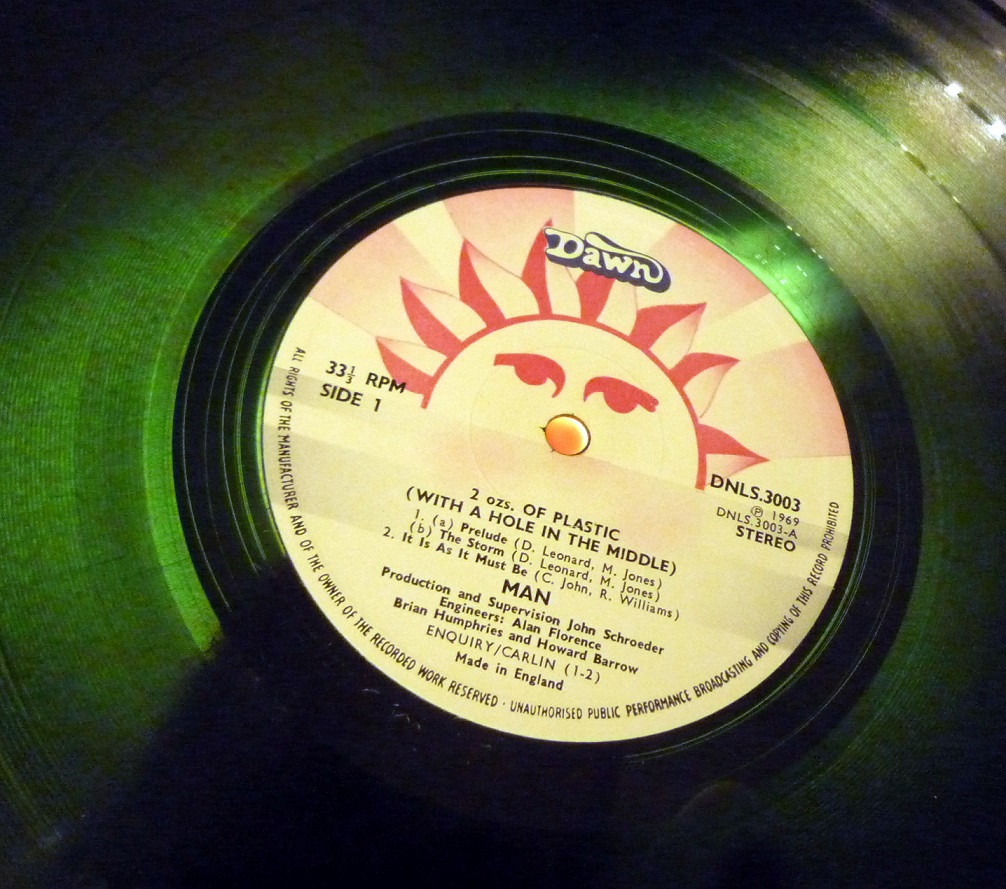 Dawn
33⅓ RPM
SIDE 1
DNLS.3003
Ⓟ 1969
DNLS.3003-A
STEREO
2 ozs. OF PLASTIC
(WITH A HOLE IN THE MIDDLE)
1. (a) Prelude (D. Leonard, M. Jones)
(b) The Storm (D. Leonard, M. Jones)
2. It Is As It Must Be (C. John, R. Williams)
MAN
Production and Supervision John Schroeder
Engineers: Alan Florence
Brian Humphries and Howard Barrow
ENQUIRY/CARLIN (1-2)
Made in England
ALL RIGHTS OF THE MANUFACTURER AND OF THE OWNER OF THE RECORDED WORK RESERVED · UNAUTHORISED PUBLIC PERFORMANCE BROADCASTING AND COPYING OF THIS RECORD PROHIBITED